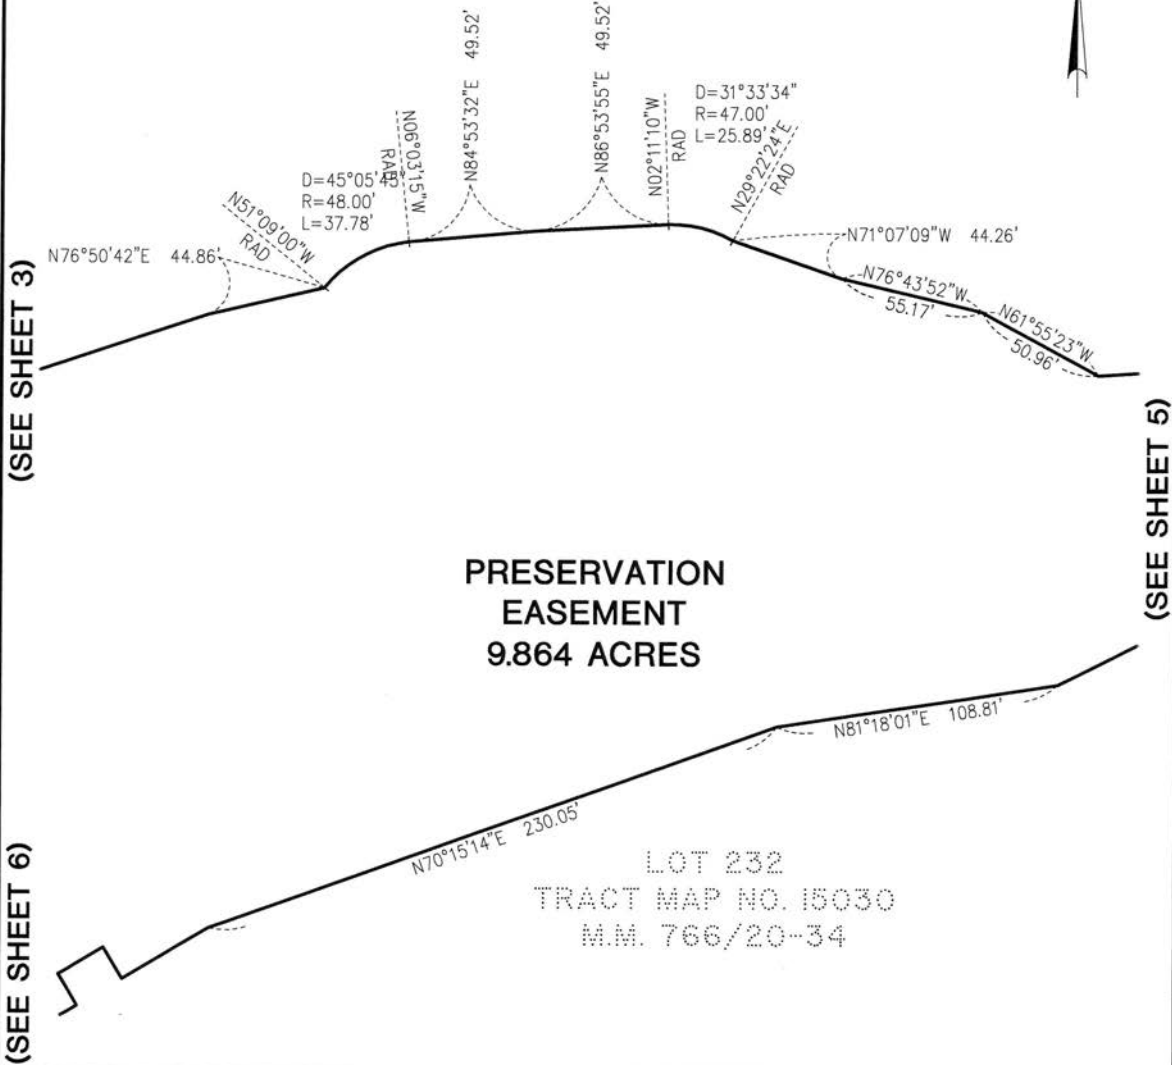 N84°53'32"E 49.52'
N86°53'55"E 49.52'
D=31°33'34"
R=47.00'
L=25.89'
N06°03'15"W
RAD
N02°11'10"W
RAD
N29°22'24"E
RAD
D=45°05'45"
R=48.00'
L=37.78'
N51°09'00"W
RAD
N76°50'42"E 44.86'
N71°07'09"W 44.26'
N76°43'52"W
55.17'
N61°55'23"W
50.96'
(SEE SHEET 3)
(SEE SHEET 5)
PRESERVATION
EASEMENT
9.864 ACRES
N81°18'01"E 108.81'
N70°15'14"E 230.05'
LOT 232
TRACT MAP NO. 15030
M.M. 766/20-34
(SEE SHEET 6)